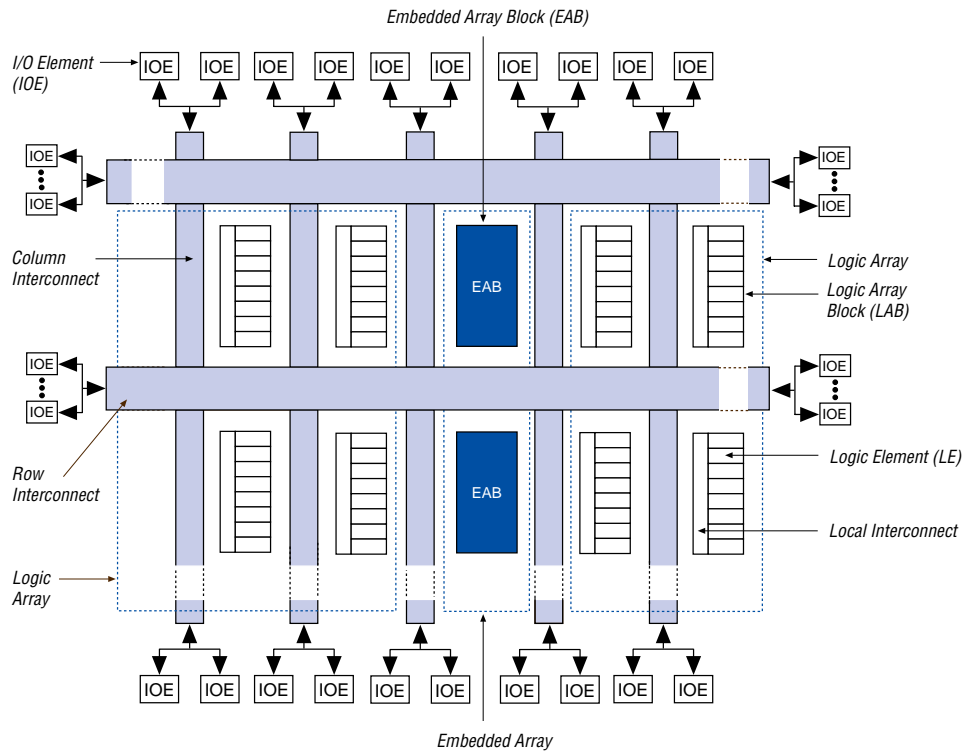 Embedded Array Block (EAB)
I/O Element
(IOE)
IOE IOE IOE IOE IOE IOE IOE IOE IOE IOE
IOE
IOE
IOE
IOE
Column
Interconnect
EAB
Logic Array
Logic Array
Block (LAB)
IOE
IOE
IOE
IOE
Row
Interconnect
EAB
Logic Element (LE)
Local Interconnect
Logic
Array
IOE IOE IOE IOE IOE IOE IOE IOE IOE IOE
Embedded Array